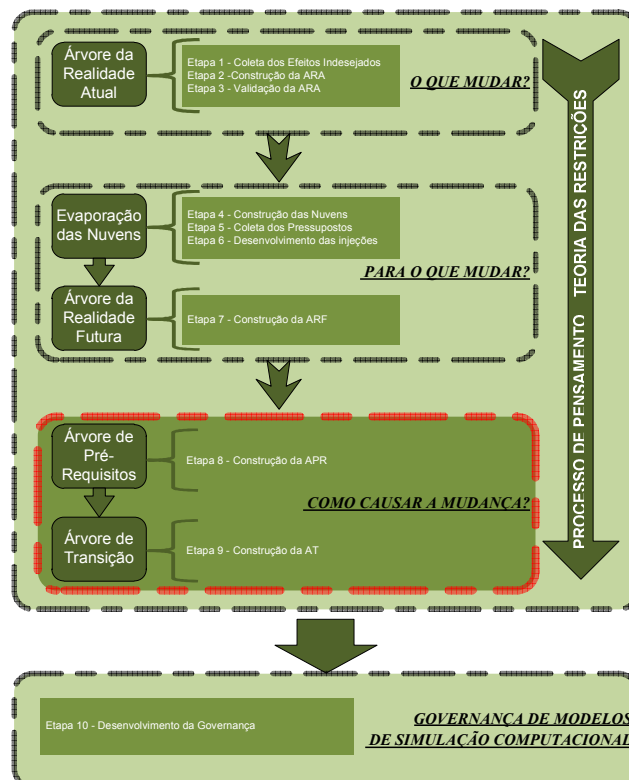 Árvore da
Realidade
Atual
Etapa 1 - Coleta dos Efeitos Indesejados
Etapa 2 -Construção da ARA
Etapa 3 - Validação da ARA
O QUE MUDAR?
Evaporação
das Nuvens
Etapa 4 - Construção das Nuvens
Etapa 5 - Coleta dos Pressupostos
Etapa 6 - Desenvolvimento das injeções
PARA O QUE MUDAR?
Árvore da
Realidade
Futura
Etapa 7 - Construção da ARF
Árvore de
Pré-
Requisitos
Etapa 8 - Construção da APR
COMO CAUSAR A MUDANÇA?
Árvore de
Transição
Etapa 9 - Construção da AT
PROCESSO DE PENSAMENTO TEORIA DAS RESTRIÇÕES
Etapa 10 - Desenvolvimento da Governança
GOVERNANÇA DE MODELOS
DE SIMULAÇÃO COMPUTACIONAL